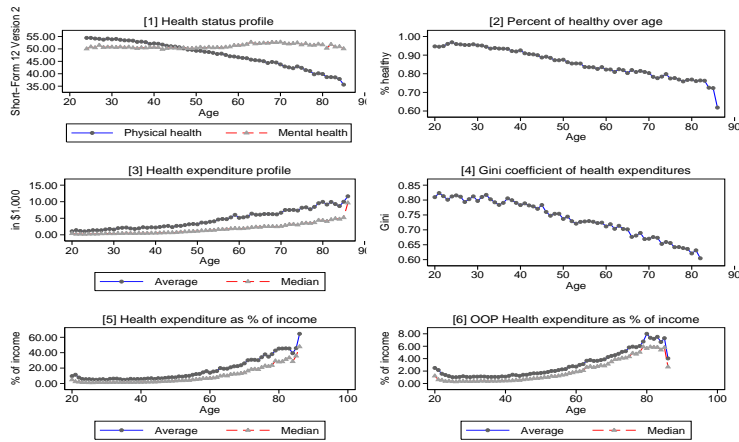 [1] Health status profile
Short−Form 12 Version 2
55.00
50.00
45.00
40.00
35.00
20 30 40 50 60 70 80 90
Age
Physical health Mental health
[2] Percent of healthy over age
% healthy
1.00
0.90
0.80
0.70
0.60
20 30 40 50 60 70 80 90
Age
[3] Health expenditure profile
in $1,000
15.00
10.00
5.00
0.00
20 30 40 50 60 70 80 90
Age
Average Median
[4] Gini coefficient of health expenditures
Gini
0.85
0.80
0.75
0.70
0.65
0.60
20 30 40 50 60 70 80 90
Age
[5] Health expenditure as % of income
% of income
60.00
40.00
20.00
0.00
20 40 60 80 100
Age
Average Median
[6] OOP Health expenditure as % of income
% of income
8.00
6.00
4.00
2.00
0.00
20 40 60 80 100
Age
Average Median